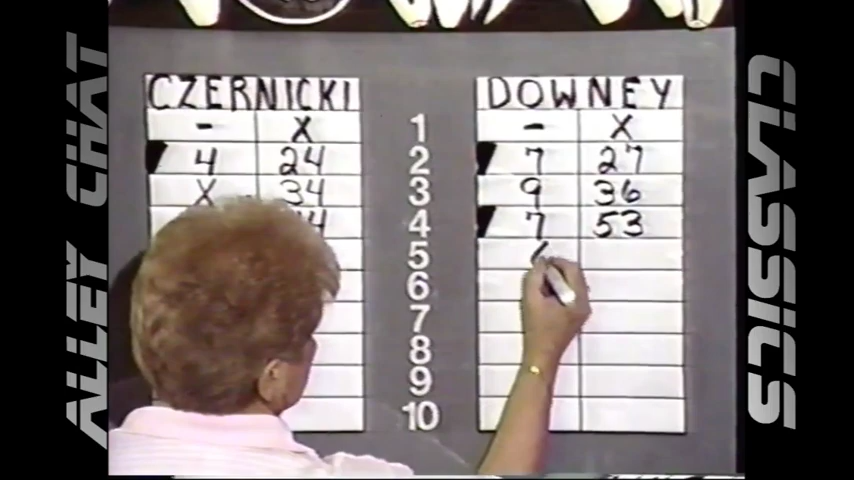 ALLEY CHAT
CZERNICKI
- X
4 24
X 34
1
2
3
4
5
6
7
8
9
10
DOWNEY
- X
7 27
9 36
7 53
CLASSICS